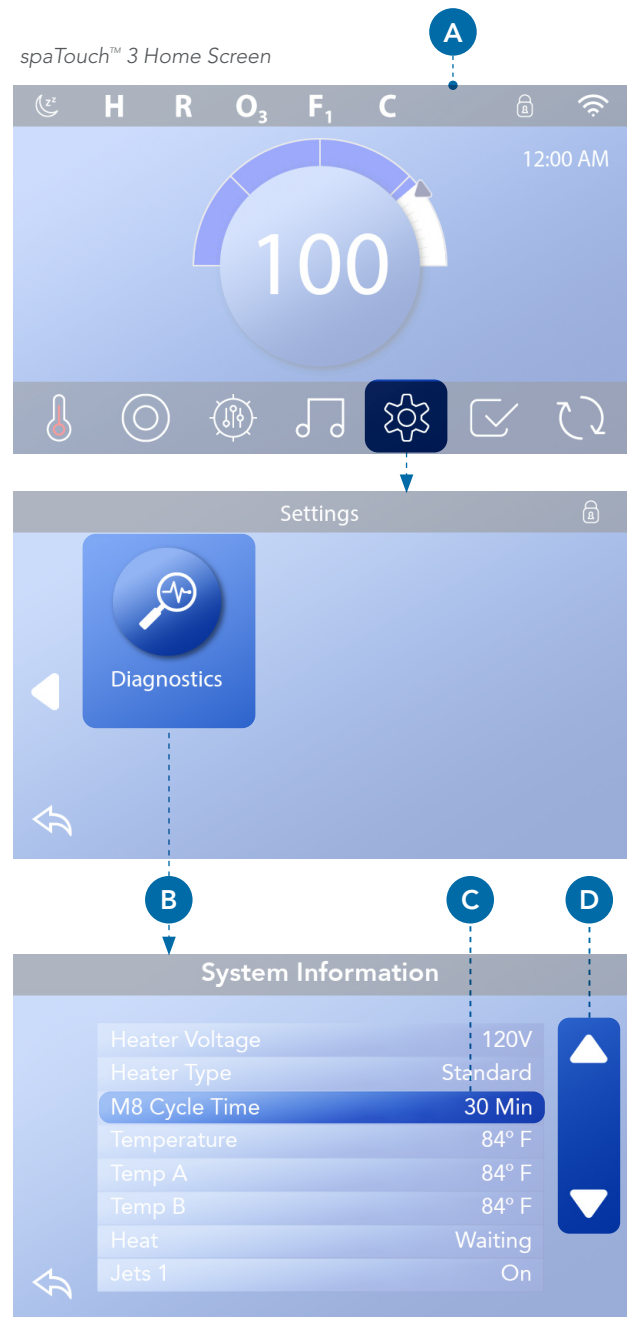 A
spaTouch™ 3 Home Screen
zz H R O₃ F₁ C
12:00 AM
100
Settings
Diagnostics
B C D
System Information
Heater Voltage 120V
Heater Type Standard
M8 Cycle Time 30 Min
Temperature 84° F
Temp A 84° F
Temp B 84° F
Heat Waiting
Jets 1 On